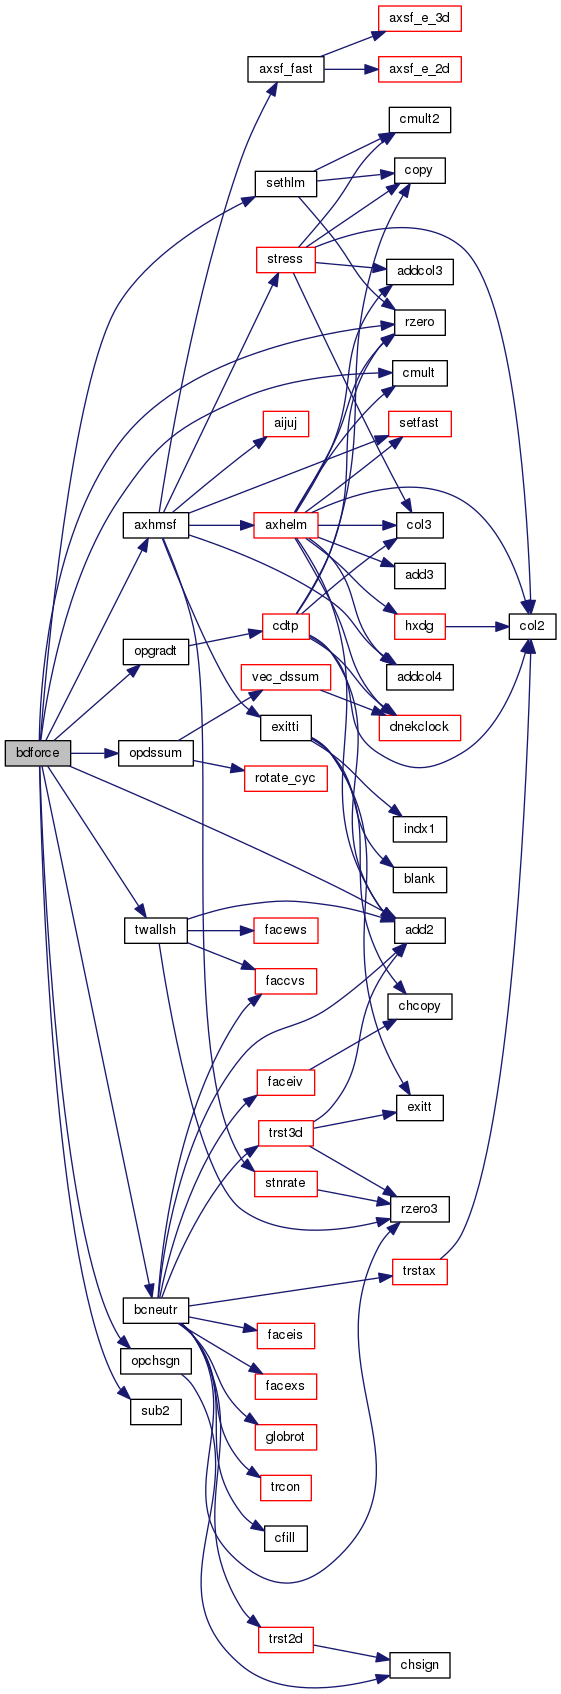 axsf_e_3d
axsf_fast
axsf_e_2d
cmult2
copy
sethlm
stress
addcol3
rzero
cmult
aijuj
setfast
axhmsf
axhelm
col3
add3
cdtp
hxdg
col2
opgradt
vec_dssum
addcol4
exitti
dnekclock
bdforce
opdssum
rotate_cyc
indx1
blank
twallsh
facews
add2
faccvs
chcopy
faceiv
exitt
trst3d
stnrate
rzero3
trstax
bcneutr
faceis
opchsgn
facexs
sub2
globrot
trcon
cfill
trst2d
chsign